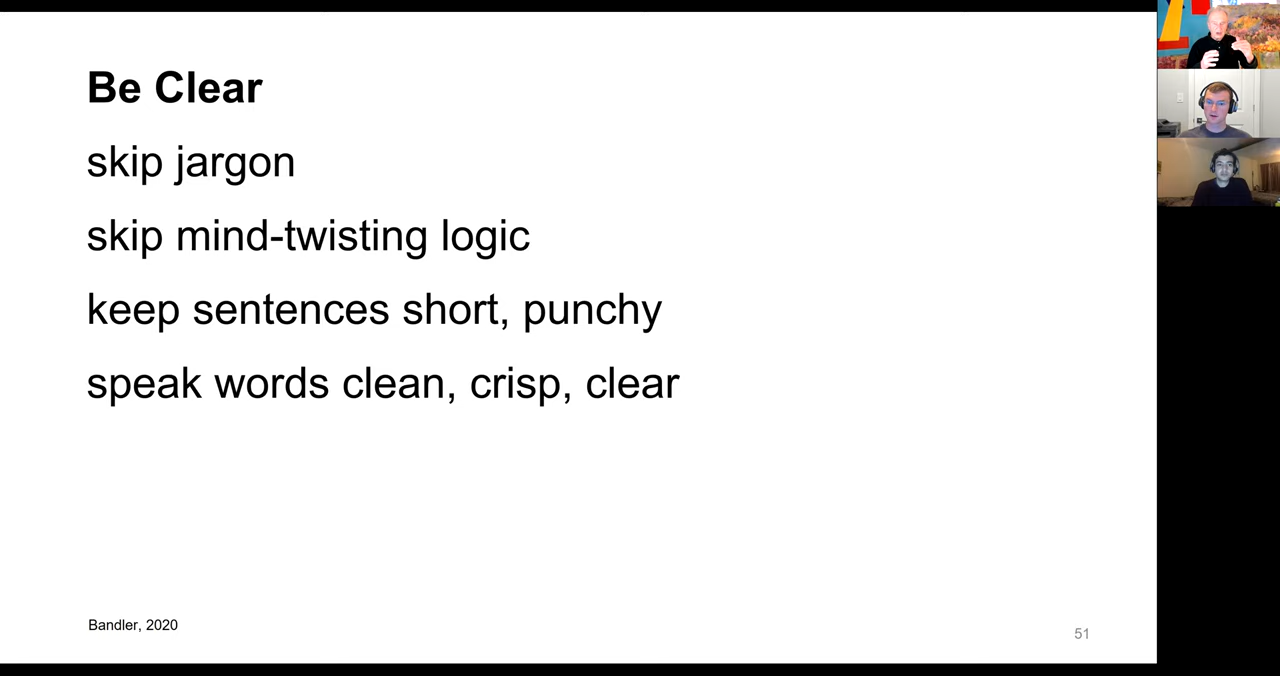 Be Clear
skip jargon
skip mind-twisting logic
keep sentences short, punchy
speak words clean, crisp, clear
Bandler, 2020
51